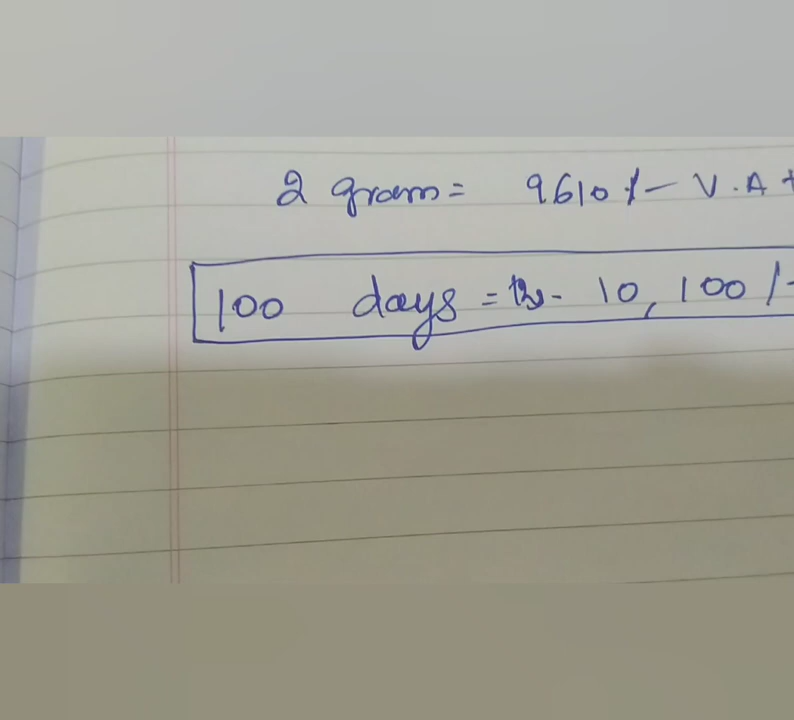 2 gram = 9610/- V.A +
100 days = Rs- 10,100/-